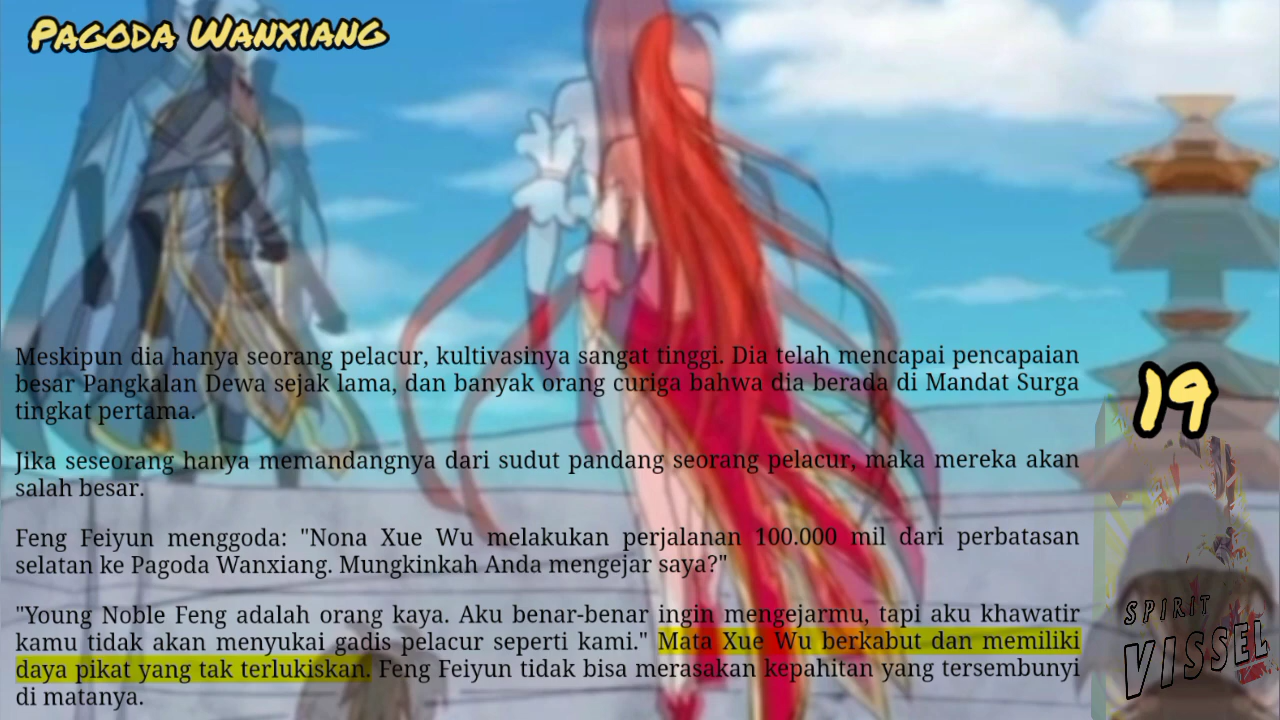 Pagoda Wanxiang
Meskipun dia hanya seorang pelacur, kultivasinya sangat tinggi. Dia telah mencapai pencapaian
besar Pangkalan Dewa sejak lama, dan banyak orang curiga bahwa dia berada di Mandat Surga
tingkat pertama.
Jika seseorang hanya memandangnya dari sudut pandang seorang pelacur, maka mereka akan
salah besar.
Feng Feiyun menggoda: "Nona Xue Wu melakukan perjalanan 100.000 mil dari perbatasan
selatan ke Pagoda Wanxiang. Mungkinkah Anda mengejar saya?"
"Young Noble Feng adalah orang kaya. Aku benar-benar ingin mengejarmu, tapi aku khawatir
kamu tidak akan menyukai gadis pelacur seperti kami." Mata Xue Wu berkabut dan memiliki
daya pikat yang tak terlukiskan. Feng Feiyun tidak bisa merasakan kepahitan yang tersembunyi
di matanya.
19
SPIRIT
VISSEL